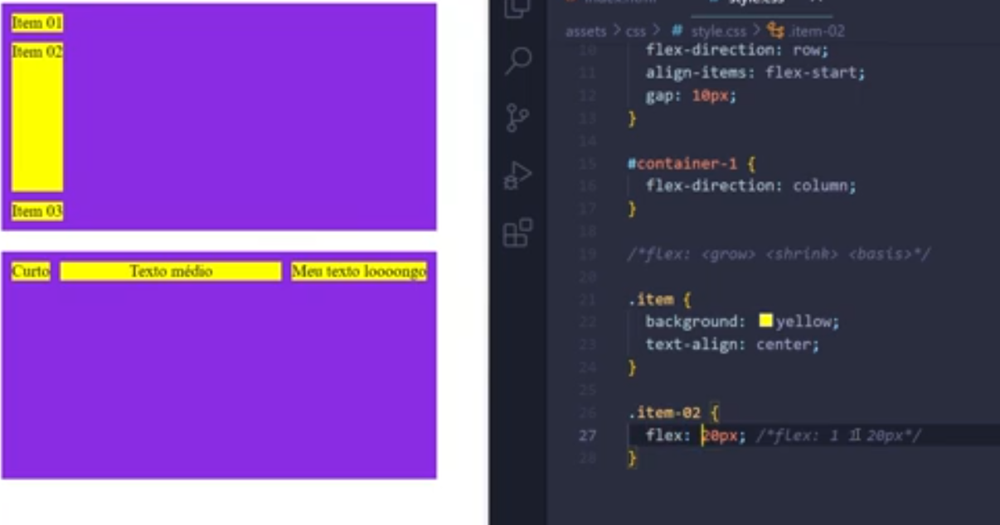 Item 01
Item 02
Item 03
Curto
Texto médio
Meu texto loooongo
style.css
assets > css > # style.css > .item-02
10 flex-direction: row;
11 align-items: flex-start;
12 gap: 10px;
13 }
14
15 #container-1 {
16 flex-direction: column;
17 }
18
19 /*flex: <grow> <shrink> <basis>*/
20
21 .item {
22 background: yellow;
23 text-align: center;
24 }
25
26 .item-02 {
27 flex: 20px; /*flex: 1 1 20px*/
28 }